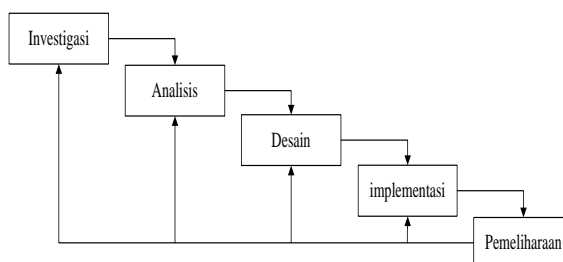 Investigasi
Analisis
Desain
implementasi
Pemeliharaan